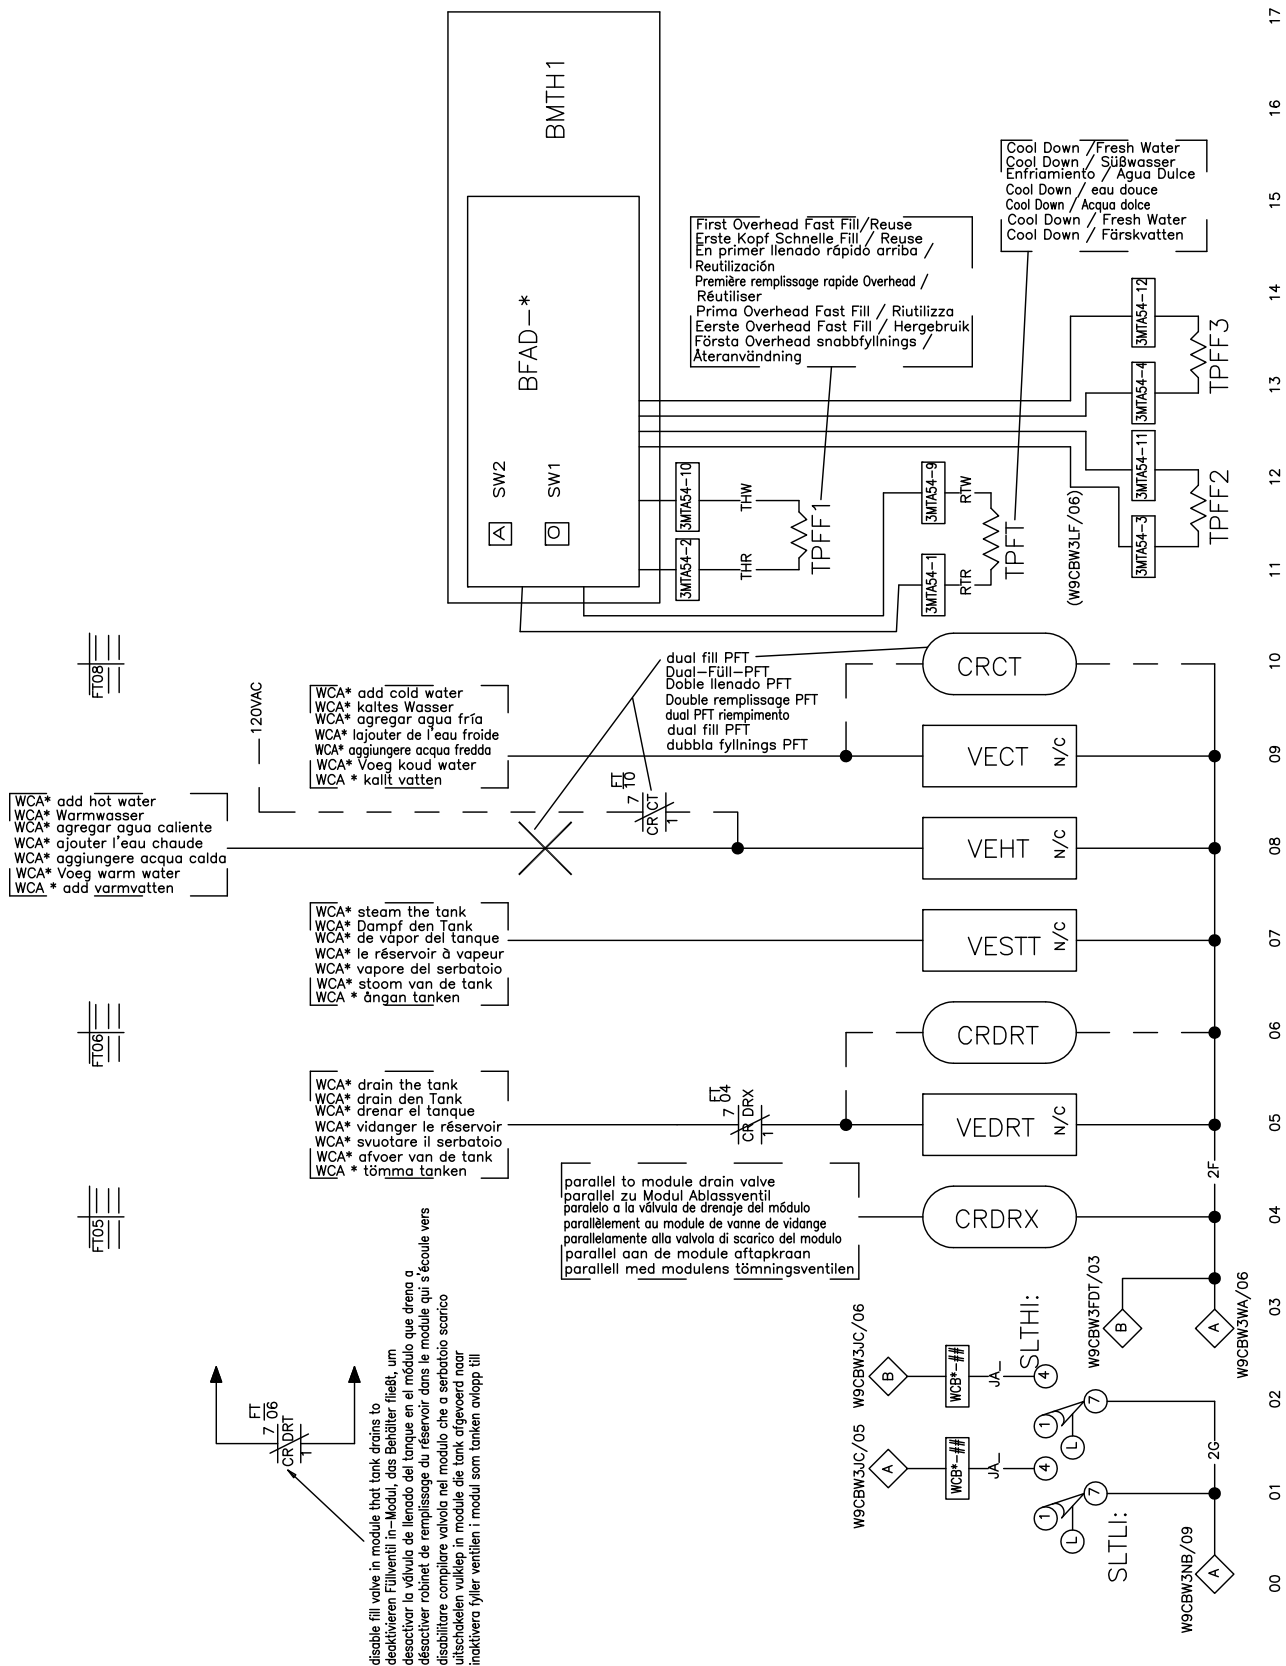 17
16
15
14
13
12
11
10
09
08
07
06
05
04
03
02
01
00
BMTH1
BFAD-*
A
SW2
O
SW1
Cool Down / Fresh Water
Cool Down / Süßwasser
Enfriamiento / Agua Dulce
Cool Down / eau douce
Cool Down / Acqua dolce
Cool Down / Fresh Water
Cool Down / Färskvatten
First Overhead Fast Fill/Reuse
Erste Kopf Schnelle Fill / Reuse
En primer llenado rápido arriba /
Reutilización
Première remplissage rapide Overhead /
Réutiliser
Prima Overhead Fast Fill / Riutilizza
Eerste Overhead Fast Fill / Hergebruik
Första Overhead snabbfyllnings /
Återanvändning
3MTA54-12
3MTA54-4
TPFF3
3MTA54-11
3MTA54-3
TPFF2
3MTA54-10
THW
3MTA54-2
THR
TPFF1
3MTA54-9
RTW
3MTA54-1
RTR
TPFT
(W9CBW3LF/06)
FT08
120VAC
dual fill PFT
Dual-Füll-PFT
Doble llenado PFT
Double remplissage PFT
dual PFT riempimento
dual fill PFT
dubbla fyllnings PFT
CRCT
WCA* add cold water
WCA* kaltes Wasser
WCA* agregar agua fría
WCA* lajouter de l'eau froide
WCA* aggiungere acqua fredda
WCA* Voeg koud water
WCA * kallt vatten
VECT
N/C
FT
7 10
CR CT
1
WCA* add hot water
WCA* Warmwasser
WCA* agregar agua caliente
WCA* ajouter l'eau chaude
WCA* aggiungere acqua calda
WCA* Voeg warm water
WCA * add varmvatten
VEHT
N/C
WCA* steam the tank
WCA* Dampf den Tank
WCA* de vapor del tanque
WCA* le réservoir à vapeur
WCA* vapore del serbatoio
WCA* stoom van de tank
WCA * ångan tanken
VESTT
N/C
FT06
CRDRT
WCA* drain the tank
WCA* drain den Tank
WCA* drenar el tanque
WCA* vidanger le réservoir
WCA* svuotare il serbatoio
WCA* afvoer van de tank
WCA * tömma tanken
FT
7 04
CR DRX
1
VEDRT
N/C
2F
FT05
parallel to module drain valve
parallel zu Modul Ablassventil
paralelo a la válvula de drenaje del módulo
parallèlement au module de vanne de vidange
parallelamente alla valvola di scarico del modulo
parallel aan de module aftapkraan
parallell med modulens tömningsventilen
CRDRX
W9CBW3FDT/03
B
A
W9CBW3WA/06
FT
7 06
CR DRT
1
disable fill valve in module that tank drains to
deaktivieren Füllventil in-Modul, das Behälter fließt, um
desactivar la válvula de llenado del tanque en el módulo que drena a
désactiver robinet de remplissage du réservoir dans le module qui s'écoule vers
disabilitare compilare valvola nel modulo che a serbatoio scarico
uitschakelen vulklep in module die tank afgevoerd naar
inaktivera fyller ventilen i modul som tanken avlopp till
W9CBW3JC/06
B
WCB*-##
JA_
4
SLTHI:
1
L
7
W9CBW3JC/05
A
WCB*-##
JA_
4
1
L
7
SLTLI:
2G
W9CBW3NB/09
A